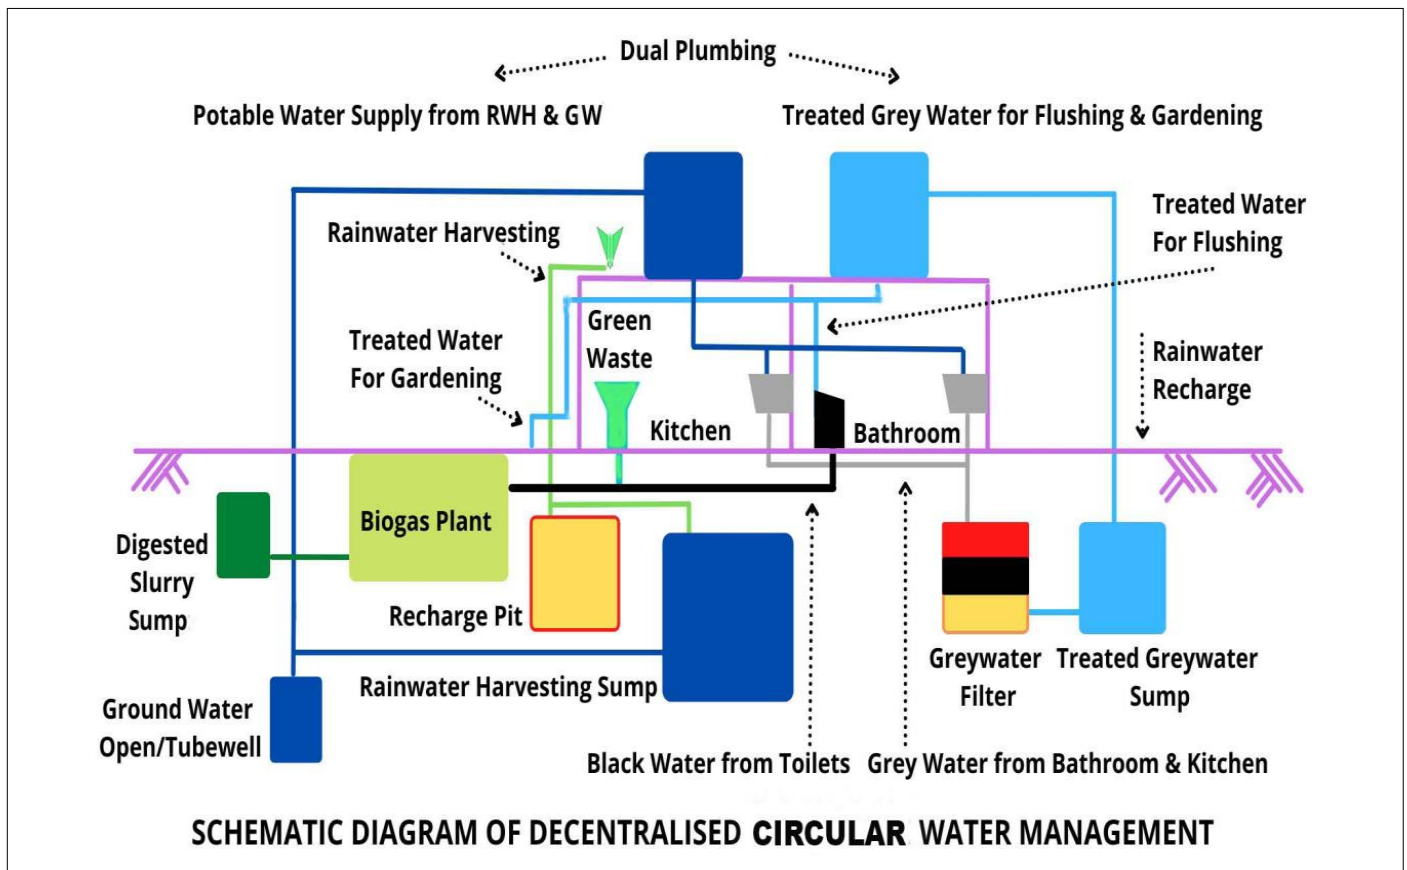 Dual Plumbing
Potable Water Supply from RWH & GW
Treated Grey Water for Flushing & Gardening
Treated Water
For Flushing
Rainwater Harvesting
Green
Waste
Treated Water
For Gardening
Rainwater
Recharge
Kitchen
Bathroom
Biogas Plant
Digested
Slurry
Sump
Recharge Pit
Greywater
Filter
Treated Greywater
Sump
Rainwater Harvesting Sump
Ground Water
Open/Tubewell
Black Water from Toilets
Grey Water from Bathroom & Kitchen
SCHEMATIC DIAGRAM OF DECENTRALISED CIRCULAR WATER MANAGEMENT